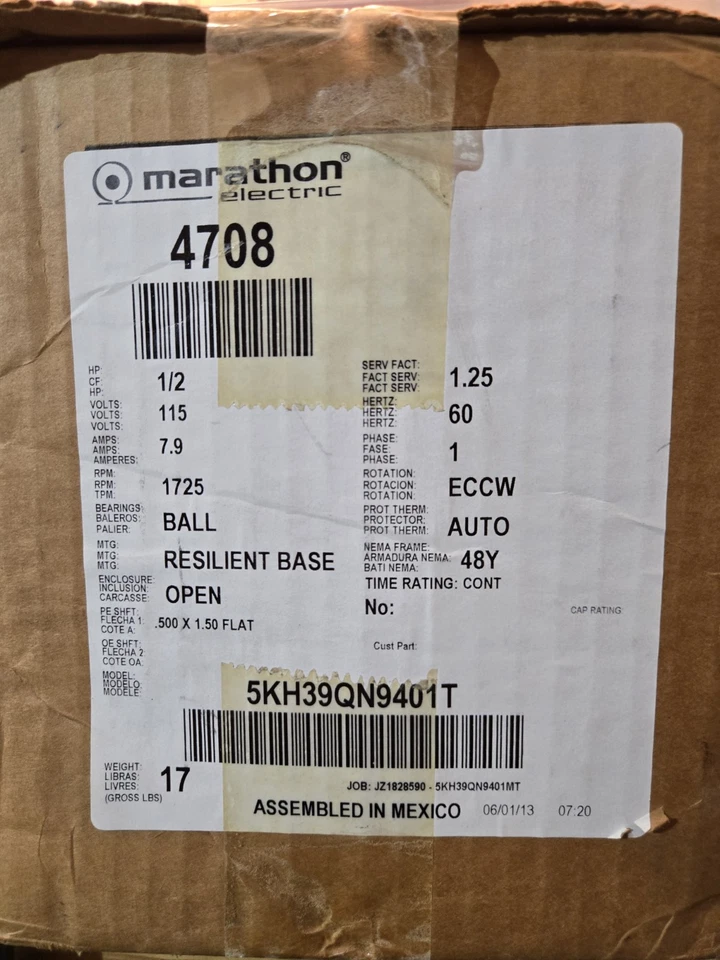 marathon®
electric
4708
HP:
CF:
HP:
1/2
SERV FACT:
FACT SERV:
FACT SERV:
1.25
VOLTS:
VOLTS:
VOLTS:
115
HERTZ:
HERTZ:
HERTZ:
60
AMPS:
AMPS:
AMPERES:
7.9
PHASE:
FASE:
PHASE:
1
RPM:
RPM:
TPM:
1725
ROTATION:
ROTACION:
ROTATION:
ECCW
BEARINGS:
BALEROS:
PALIER:
BALL
PROT THERM:
PROTECTOR:
PROT THERM:
AUTO
MTG:
MTG:
MTG:
RESILIENT BASE
NEMA FRAME:
ARMADURA NEMA:
BATI NEMA:
48Y
ENCLOSURE:
INCLUSION:
CARCASSE:
OPEN
TIME RATING: CONT
PE SHFT:
FLECHA 1:
COTE A:
.500 X 1.50 FLAT
No:
CAP RATING
OE SHFT:
FLECHA 2:
COTE OA:
Cust Part:
MODEL:
MODELO:
MODELE:
5KH39QN9401T
WEIGHT:
LIBRAS:
LIVRES:
(GROSS LBS)
17
JOB: JZ1828590 - 5KH39QN9401MT
ASSEMBLED IN MEXICO 06/01/13 07:20